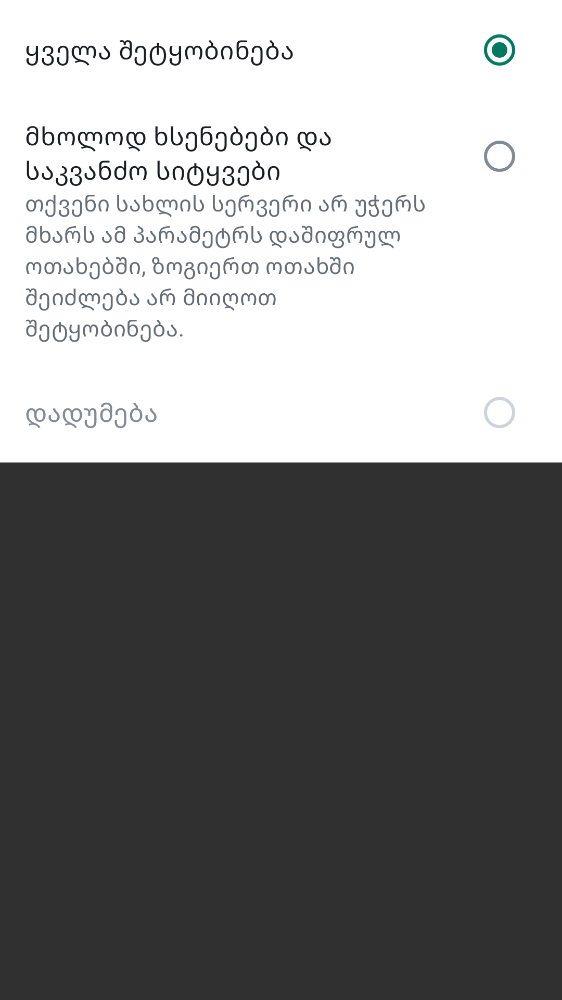 ყველა შეტყობინება
მხოლოდ ხსენებები და
საკვანძო სიტყვები
თქვენი სახლის სერვერი არ უჭერს
მხარს ამ პარამეტრს დაშიფრულ
ოთახებში, ზოგიერთ ოთახში
შეიძლება არ მიიღოთ
შეტყობინება.
დადუმება